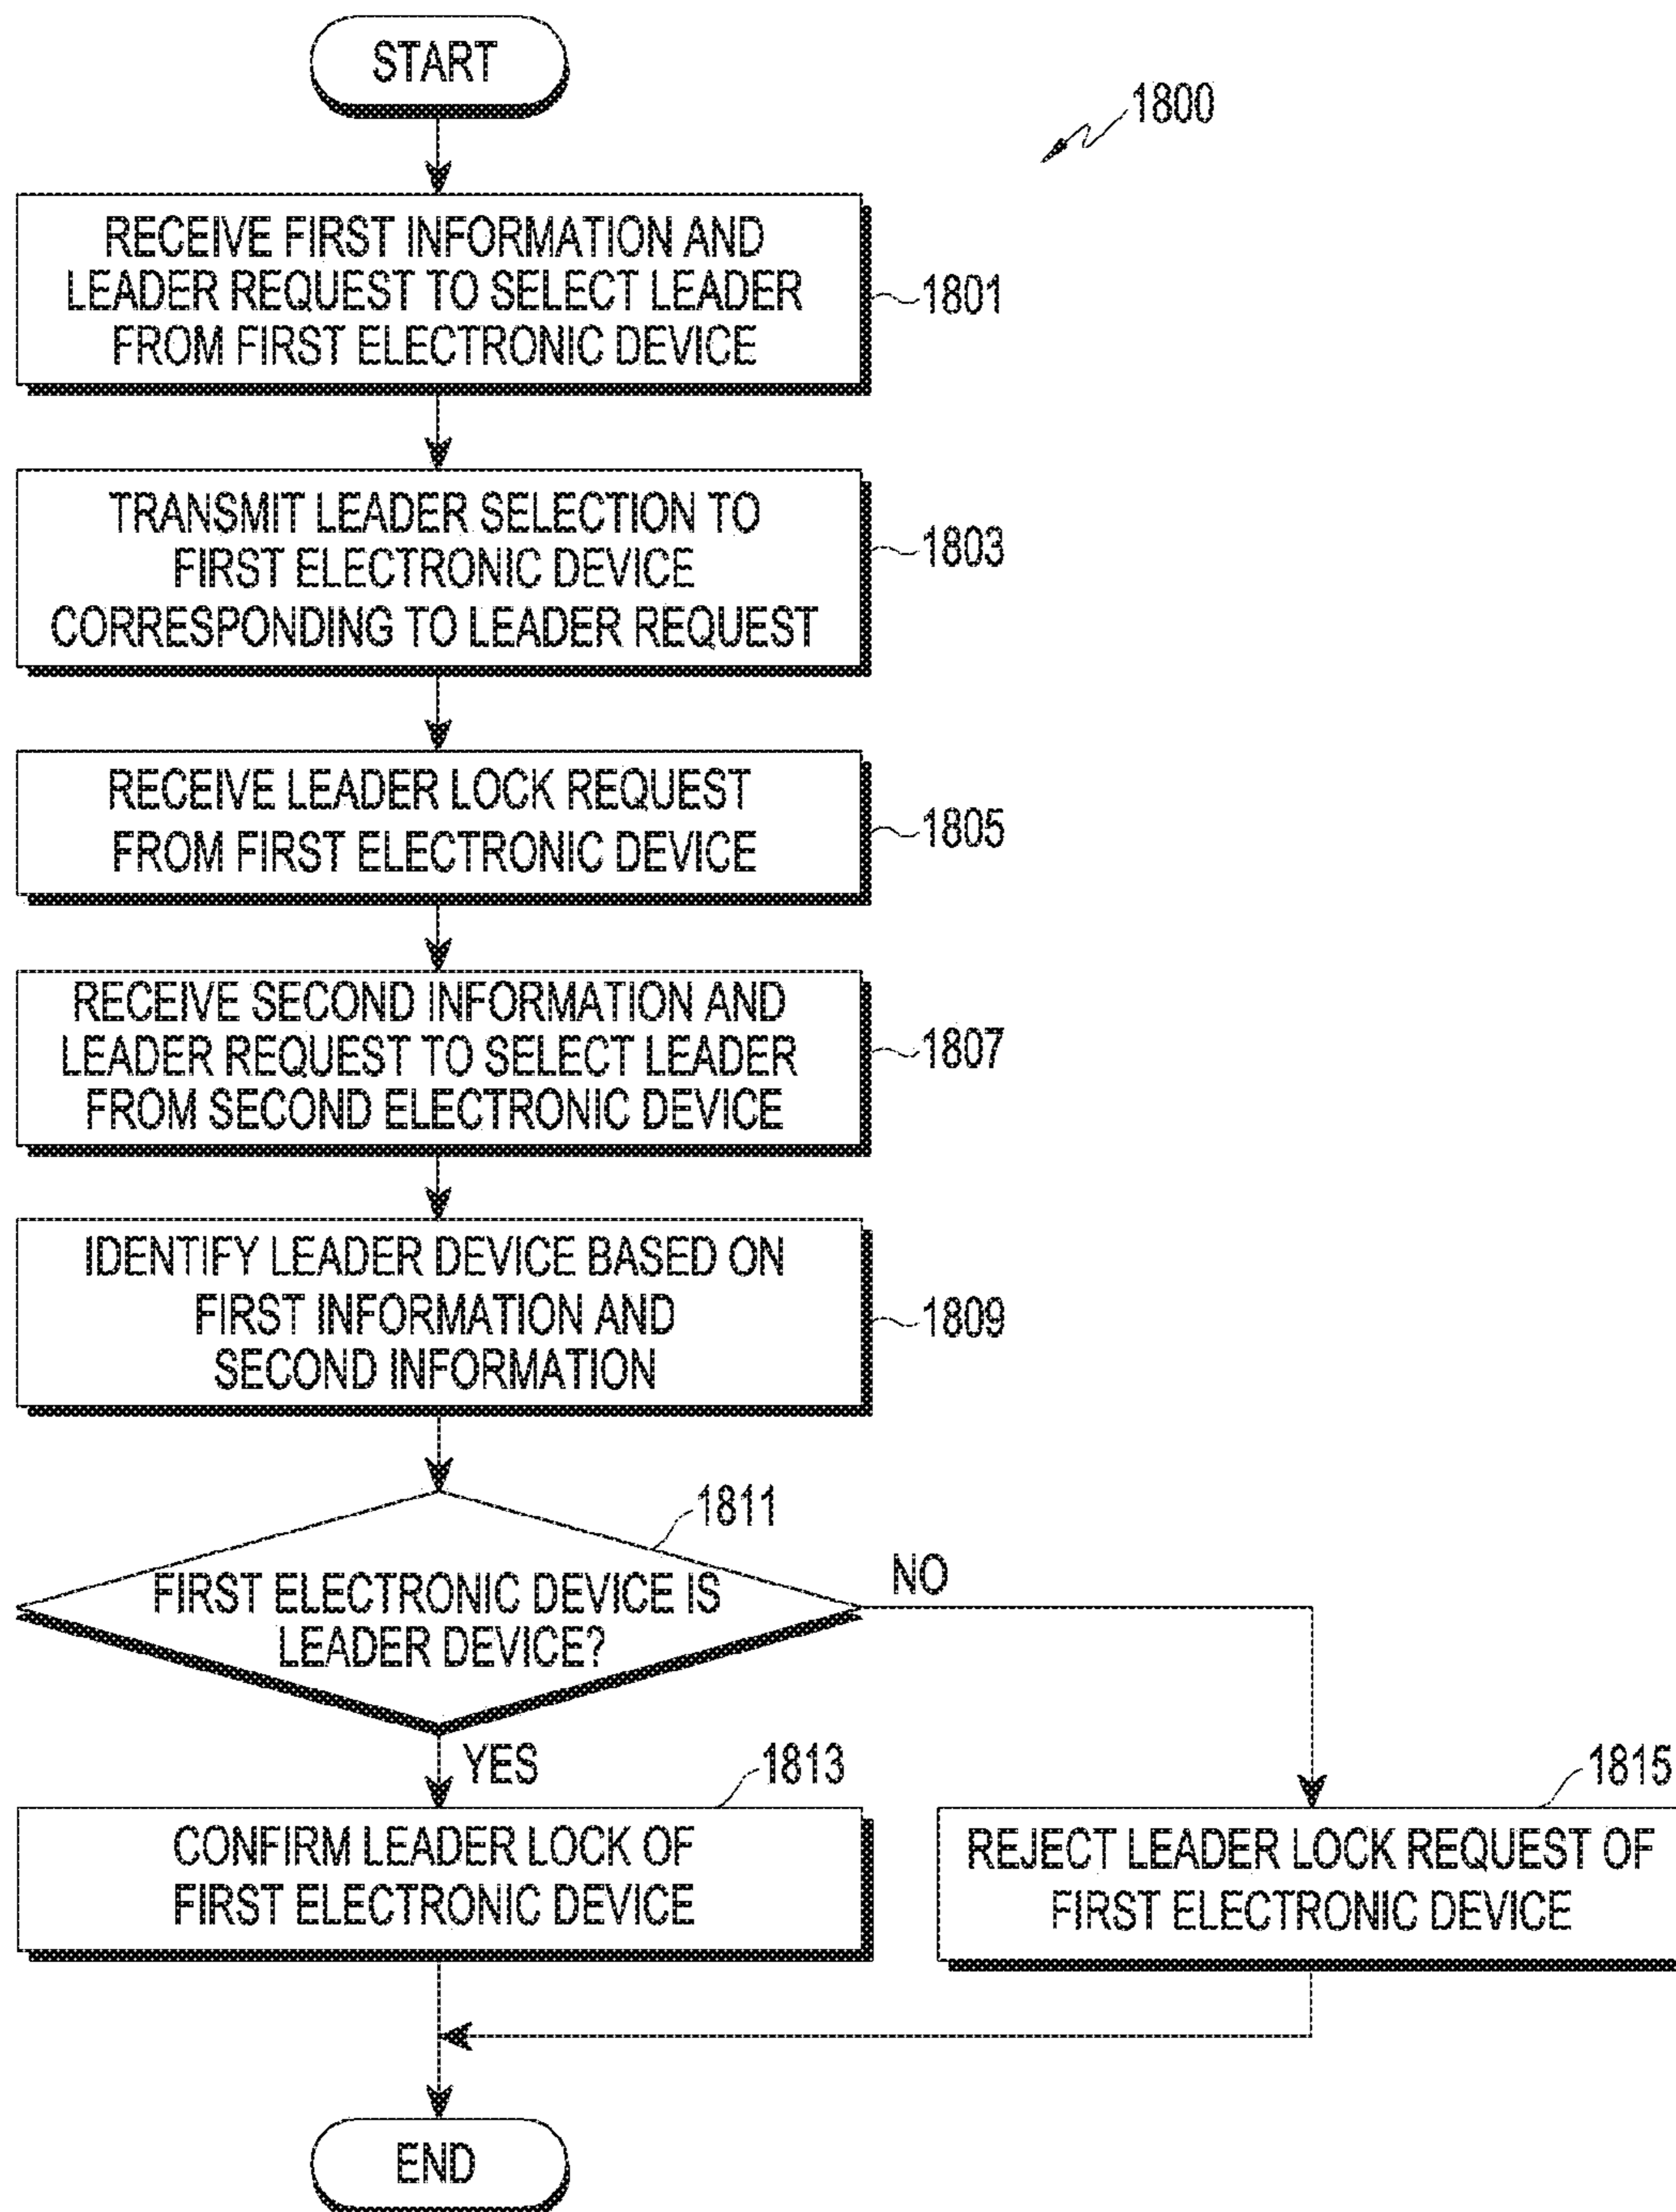 START
1800
RECEIVE FIRST INFORMATION AND
LEADER REQUEST TO SELECT LEADER
FROM FIRST ELECTRONIC DEVICE
1801
TRANSMIT LEADER SELECTION TO
FIRST ELECTRONIC DEVICE
CORRESPONDING TO LEADER REQUEST
1803
RECEIVE LEADER LOCK REQUEST
FROM FIRST ELECTRONIC DEVICE
1805
RECEIVE SECOND INFORMATION AND
LEADER REQUEST TO SELECT LEADER
FROM SECOND ELECTRONIC DEVICE
1807
IDENTIFY LEADER DEVICE BASED ON
FIRST INFORMATION AND
SECOND INFORMATION
1809
1811
FIRST ELECTRONIC DEVICE IS
LEADER DEVICE?
NO
YES
1813
CONFIRM LEADER LOCK OF
FIRST ELECTRONIC DEVICE
1815
REJECT LEADER LOCK REQUEST OF
FIRST ELECTRONIC DEVICE
END